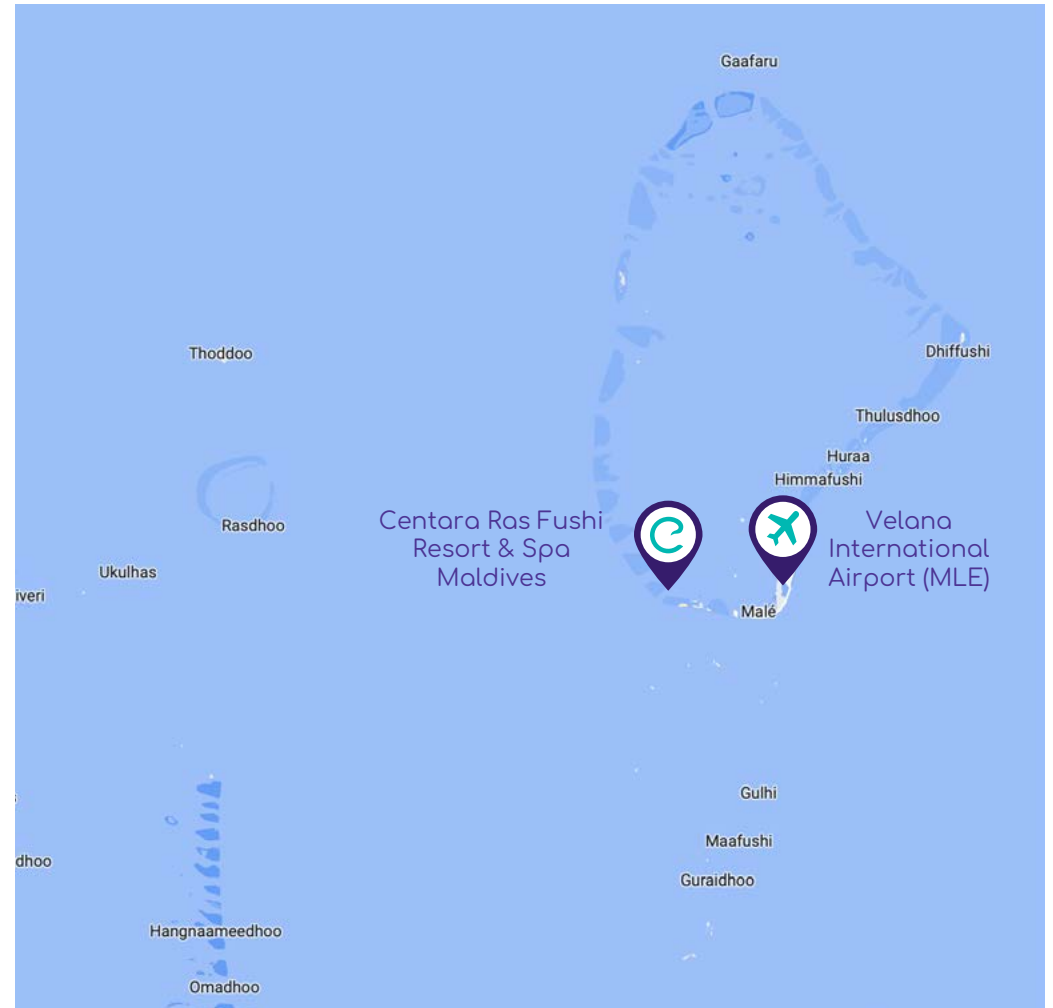 Gaafaru
Thoddoo
Dhiffushi
Thulusdhoo
Huraa
Himmafushi
Rasdhoo
Centara Ras Fushi
Resort & Spa
Maldives
Velana
International
Airport (MLE)
Ukulhas
iveri
Malé
Gulhi
Maafushi
dhoo
Guraidhoo
Hangnaameedhoo
Omadhoo